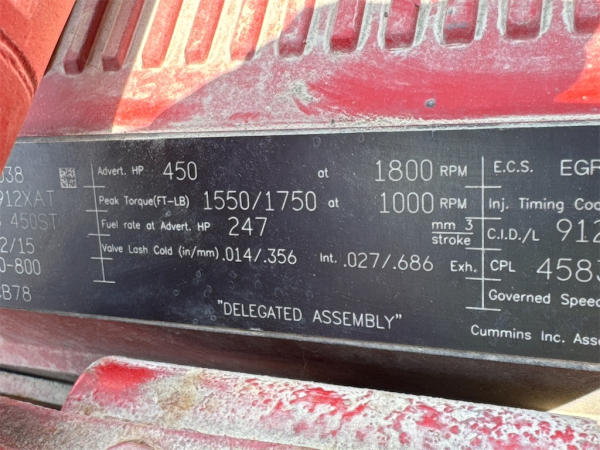 038
912XAT
450ST
2/15
0-800
CB78
Advert. HP 450 at 1800 RPM
Peak Torque(FT-LB) 1550/1750 at 1000 RPM
Fuel rate at Advert. HP 247 mm 3
stroke
Valve Lash Cold (in/mm) .014/.356 Int. .027/.686 Exh.
"DELEGATED ASSEMBLY"
E.C.S. EGR
Inj. Timing Cod
C.I.D./L 912
CPL 4583
Governed Speed
Cummins Inc. Asse